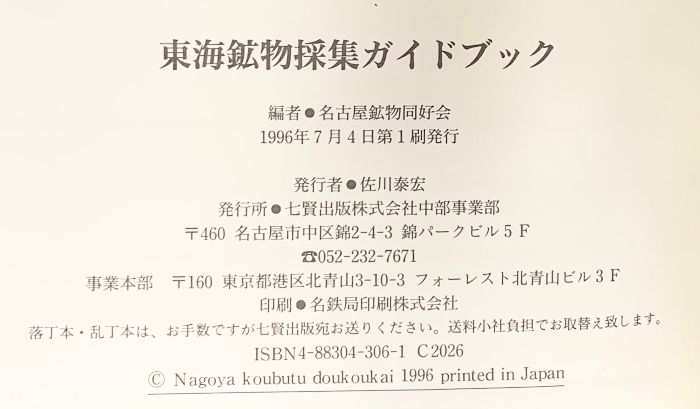 東海鉱物採集ガイドブック
編者●名古屋鉱物同好会
1996年7月4日第1刷発行
発行者●佐川泰宏
発行所●七賢出版株式会社中部事業部
〒460 名古屋市中区錦2-4-3 錦パークビル5F
☎052-232-7671
事業本部 〒160 東京都港区北青山3-10-3 フォーレスト北青山ビル3F
印刷●名鉄局印刷株式会社
落丁本・乱丁本は、お手数ですが七賢出版宛お送りください。送料小社負担でお取替え致します。
ISBN4-88304-306-1 C2026
© Nagoya koubutu doukoukai 1996 printed in Japan